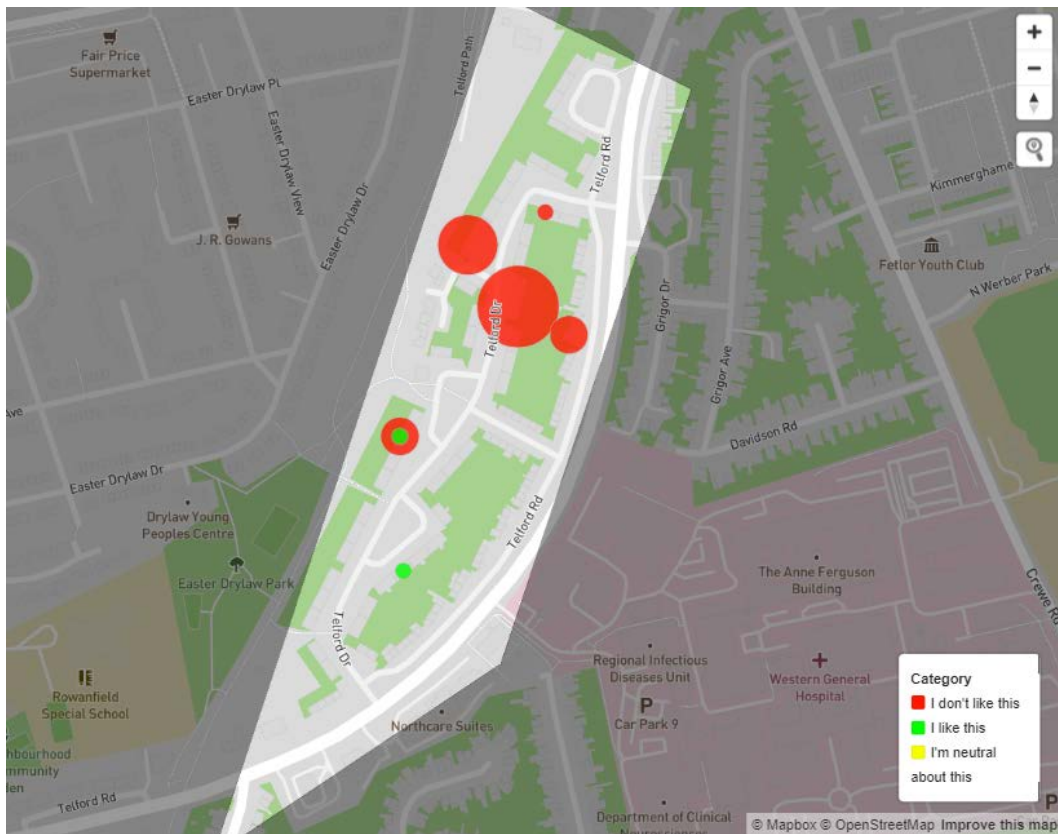 Fair Price
Supermarket
Easter Drylaw Pl
Easter Drylaw View
Easter Drylaw Dr
Telford Path
J. R. Gowans
Telford Rd
Kimmerghame
Fetlor Youth Club
N Werber Park
Grigor Dr
Grigor Ave
Telford Dr
Ave
Davidson Rd
Easter Drylaw Dr
Drylaw Young
Peoples Centre
Easter Drylaw Park
Telford Rd
The Anne Ferguson
Building
Crewe Rd
Telford Dr
Regional Infectious
Diseases Unit
Western General
Hospital
Rowanfield
Special School
Northcare Suites
P
Car Park 9
Category
I don't like this
I like this
I'm neutral
about this
Telford Rd
Department of Clinical
Neurosciences
P
© Mapbox © OpenStreetMap Improve this map